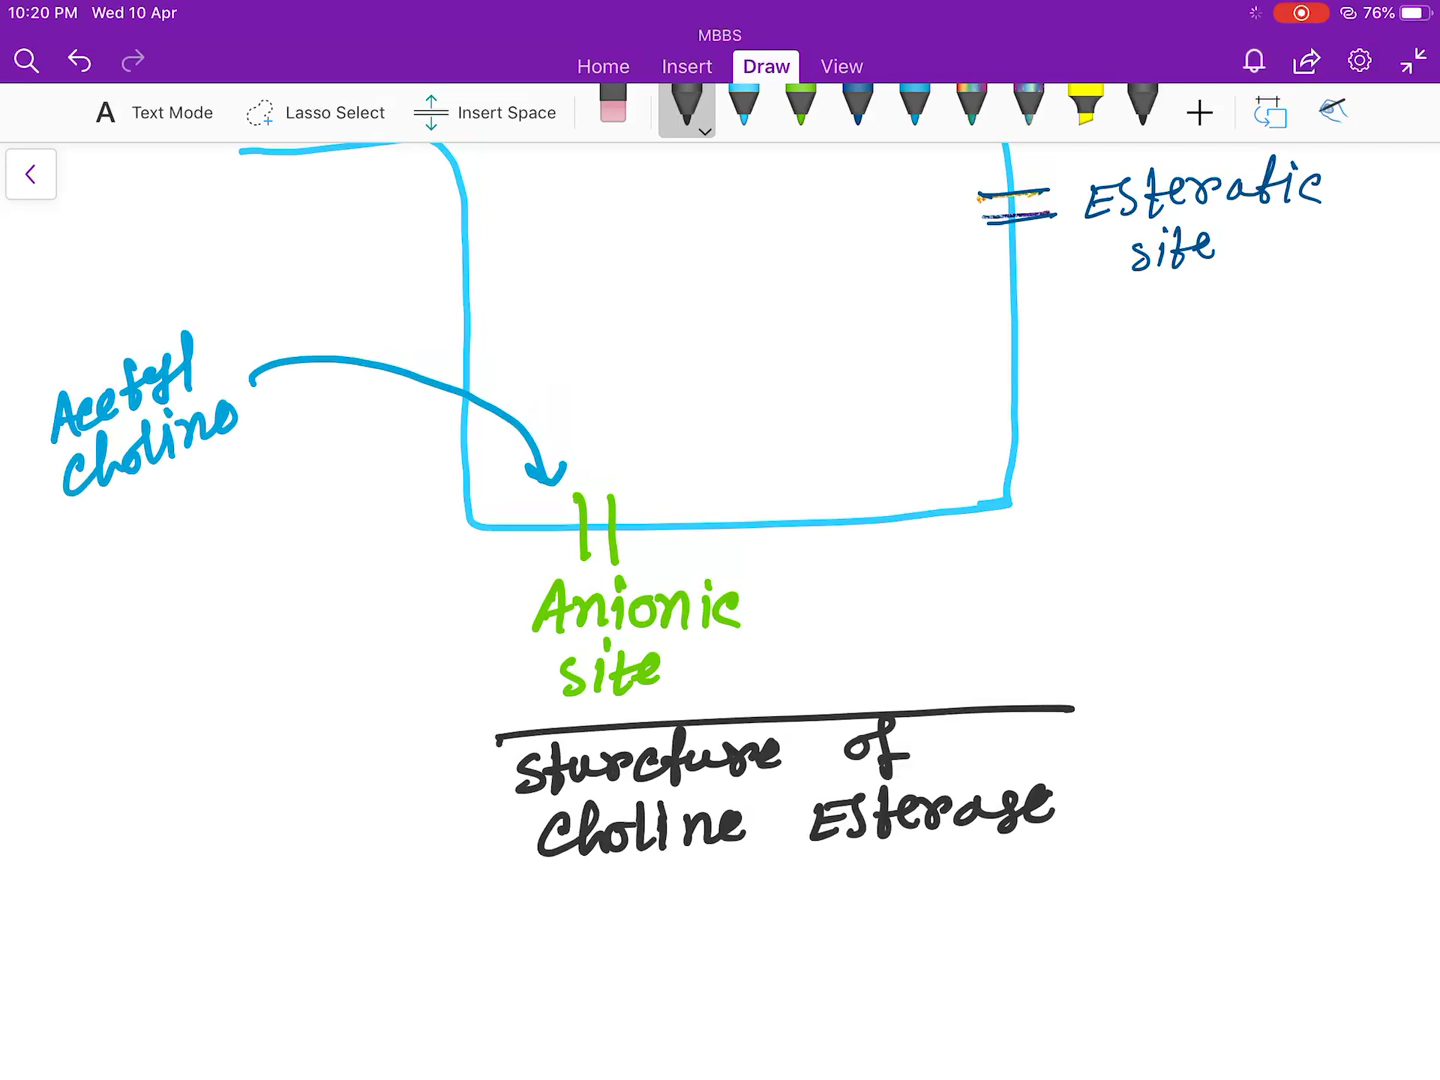 10:20 PM Wed 10 Apr
76%
MBBS
Home Insert Draw View
A Text Mode Lasso Select Insert Space
Esteratic
site
Acetyl
Choline
Anionic
site
Sturcture of
Choline Esterase